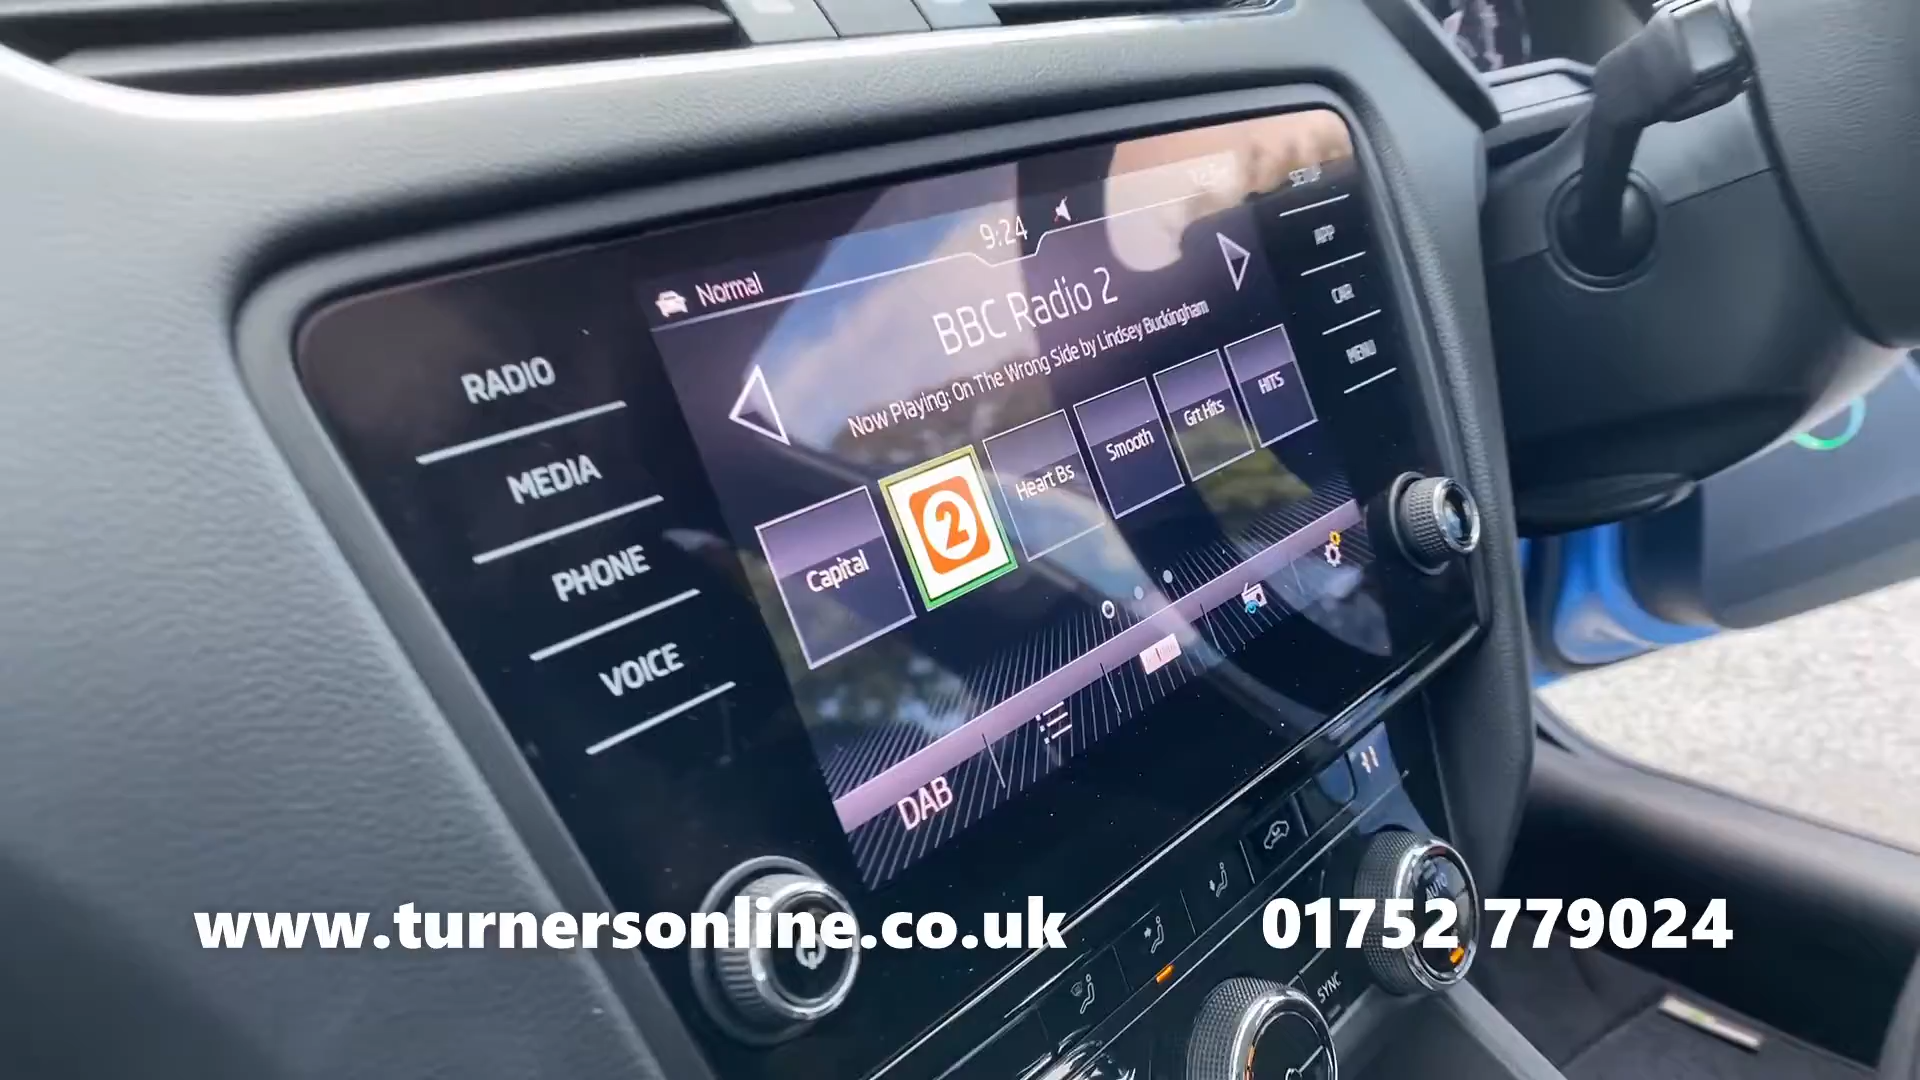 9:24
Normal
BBC Radio 2
Now Playing: On The Wrong Side by Lindsey Buckingham
RADIO
MEDIA
PHONE
VOICE
SETUP
APP
CAR
MENU
Capital
2
Heart Bs
Smooth
Grt Hits
HITS
DAB
AUTO
SYNC
www.turnersonline.co.uk
01752 779024